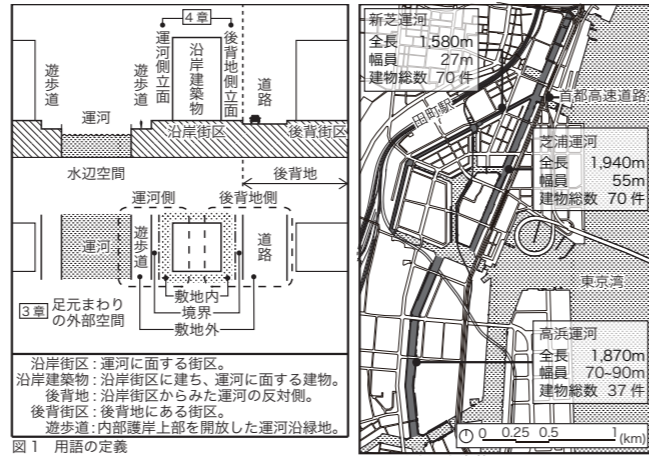 4章
運河側立面
沿岸建築物
後背地側立面
遊歩道
運河
遊歩道
道路
沿岸街区
後背街区
水辺空間
後背地
運河側
後背地側
運河
遊歩道
道路
敷地内
境界
敷地外
3章 足元まわり
の外部空間
沿岸街区：運河に面する街区。
沿岸建築物：沿岸街区に建ち、運河に面する建物。
後背地：沿岸街区からみた運河の反対側。
後背街区：後背地にある街区。
遊歩道：内部護岸上部を開放した運河沿緑地。
図1 用語の定義
新芝運河
全長 1,580m
幅員 27m
建物総数 70件
田町駅
首都高速道路
芝浦運河
全長 1,940m
幅員 55m
建物総数 70件
東京湾
高浜運河
全長 1,870m
幅員 70~90m
建物総数 37件
0 0.25 0.5 1 (km)